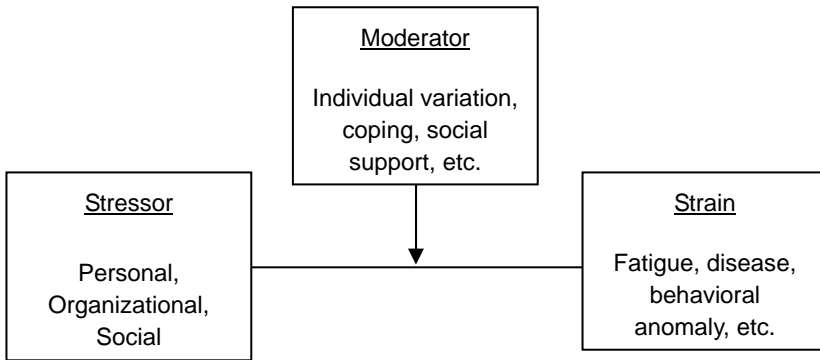 Moderator
Individual variation,
coping, social
support, etc.
Stressor
Personal,
Organizational,
Social
Strain
Fatigue, disease,
behavioral
anomaly, etc.